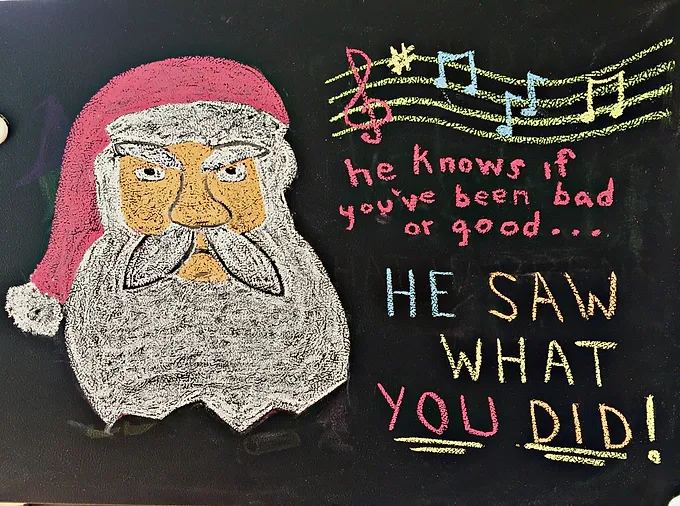 he knows if
you've been bad
or good...
HE SAW
WHAT
YOU DID!